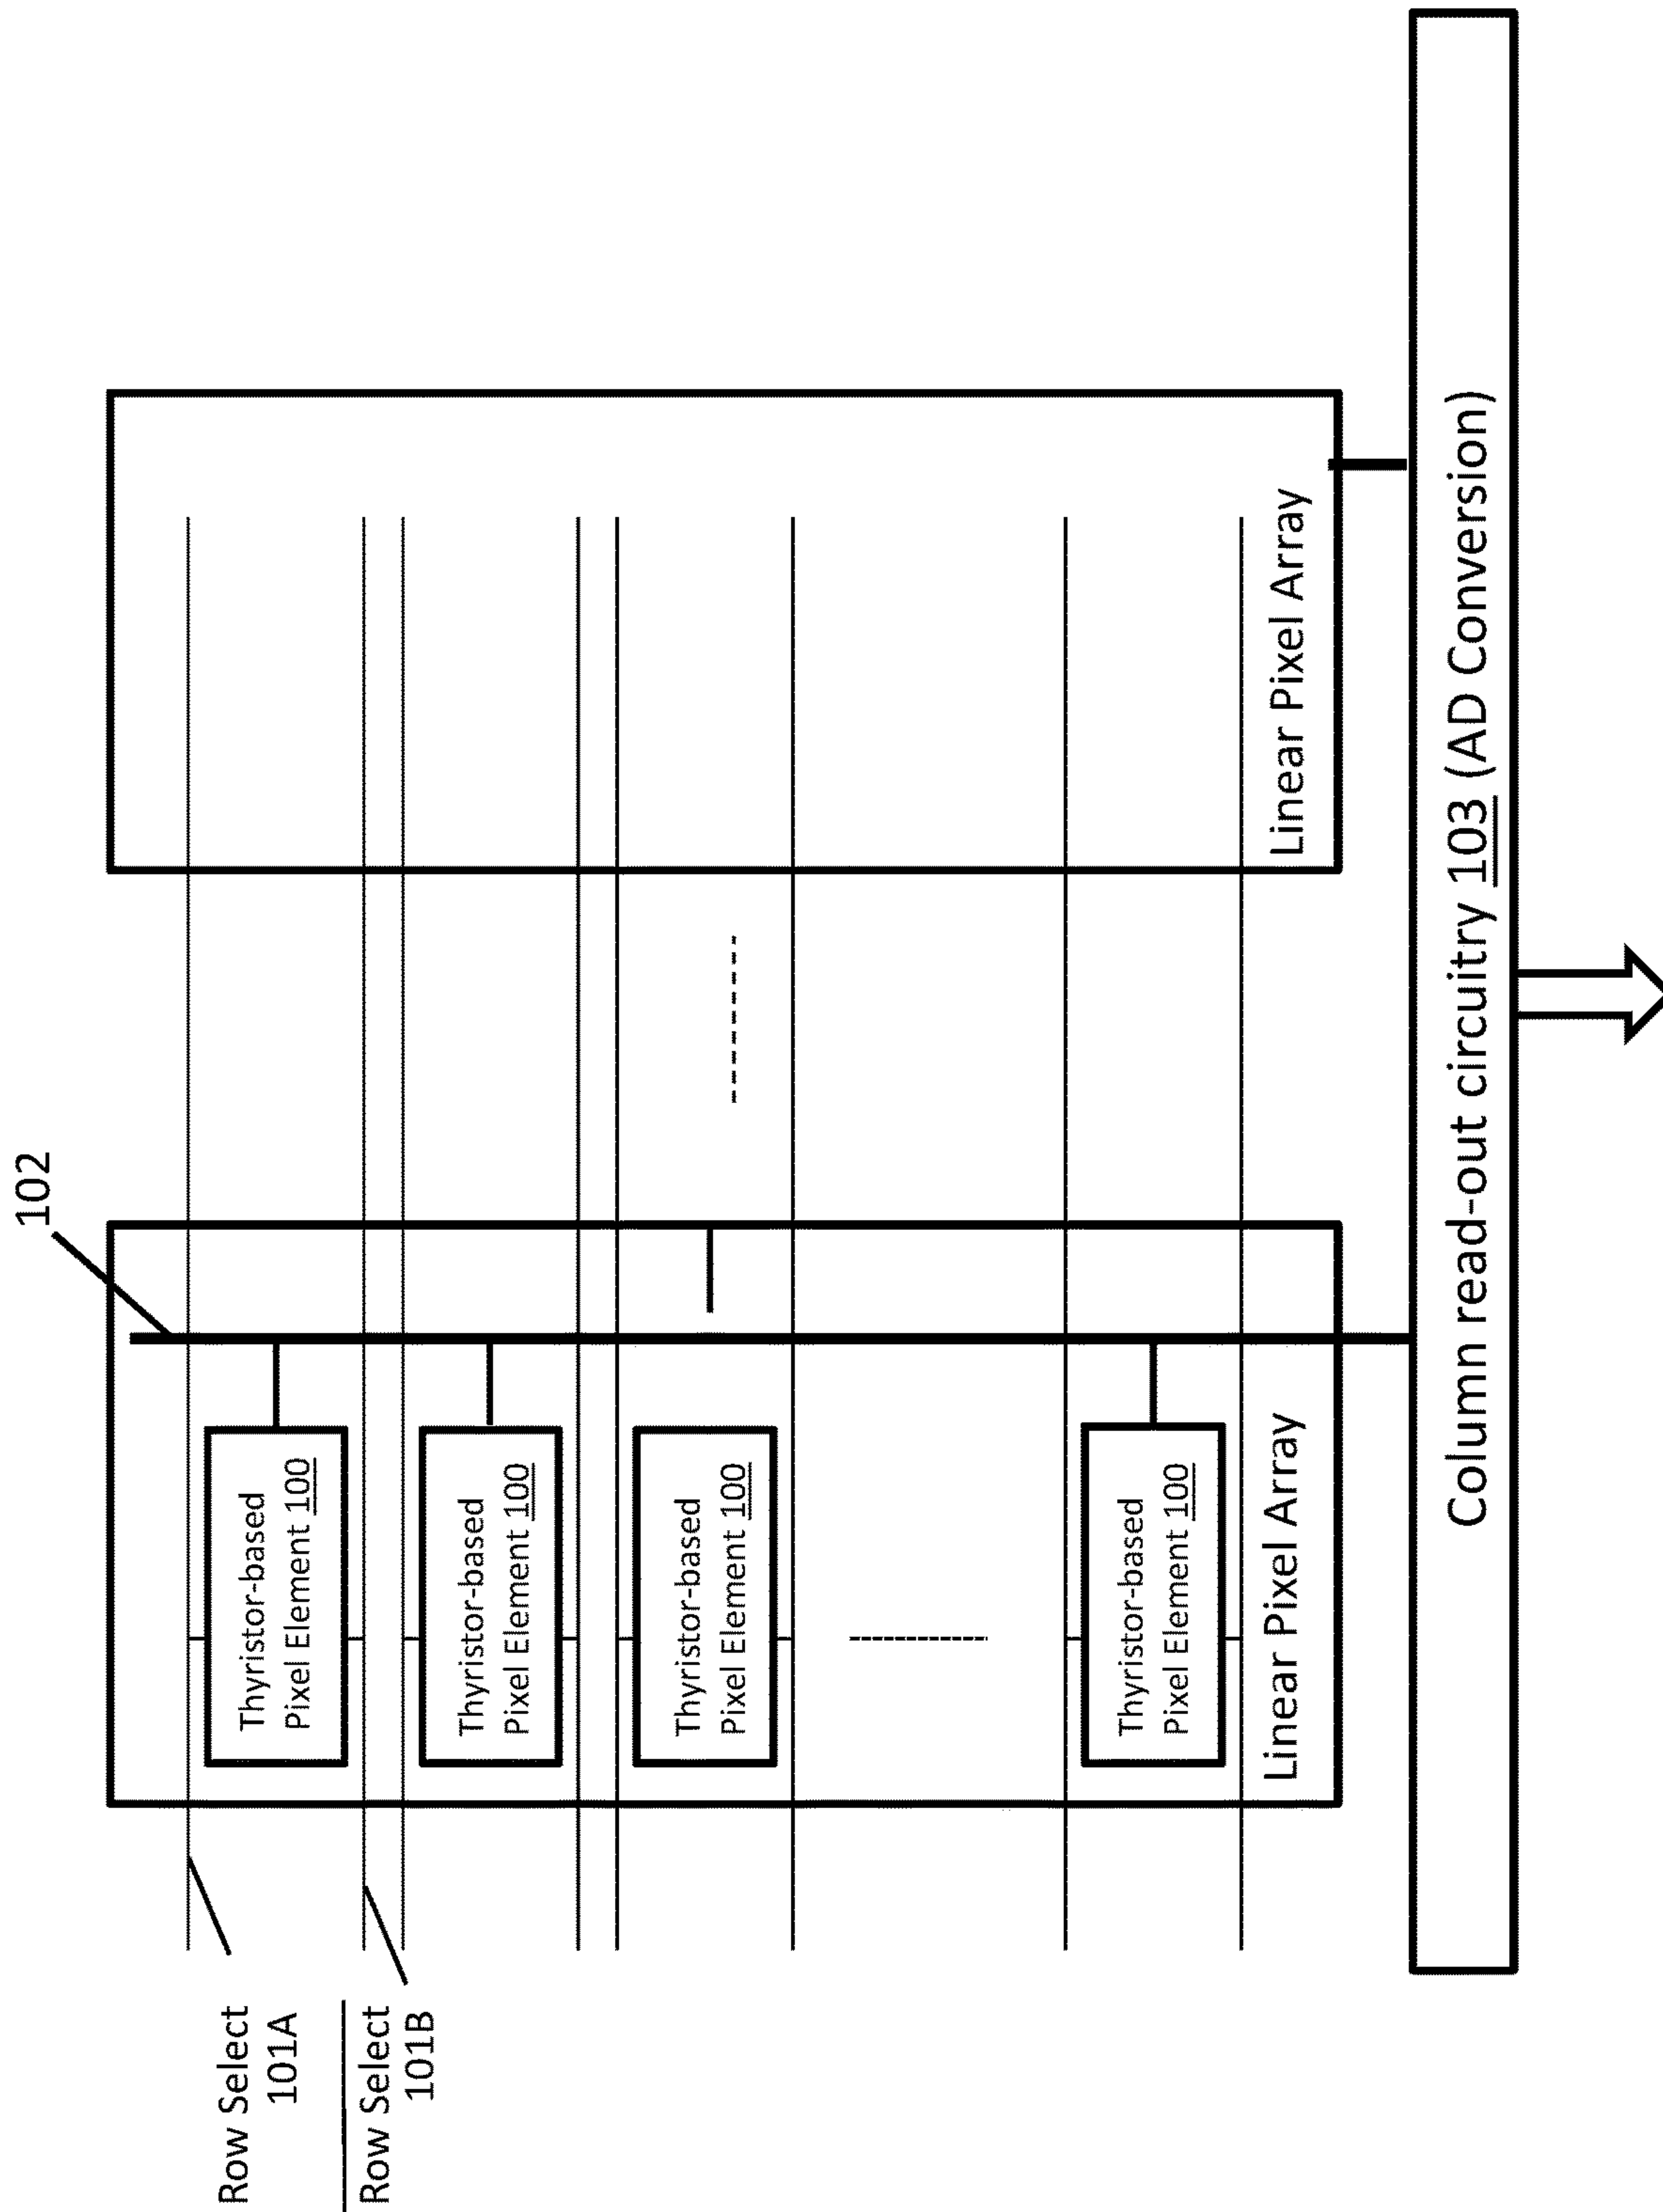 102
Row Select
101A
Row Select
101B
Thyristor-based
Pixel Element 100
Thyristor-based
Pixel Element 100
Thyristor-based
Pixel Element 100
Thyristor-based
Pixel Element 100
Linear Pixel Array
Linear Pixel Array
Column read-out circuitry 103 (AD Conversion)